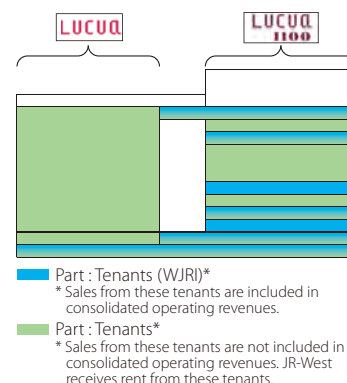 LUCUA
LUCUA
1100
Part : Tenants (WJRI)*
* Sales from these tenants are included in
consolidated operating revenues.
Part : Tenants*
* Sales from these tenants are not included in
consolidated operating revenues. JR-West
receives rent from these tenants.